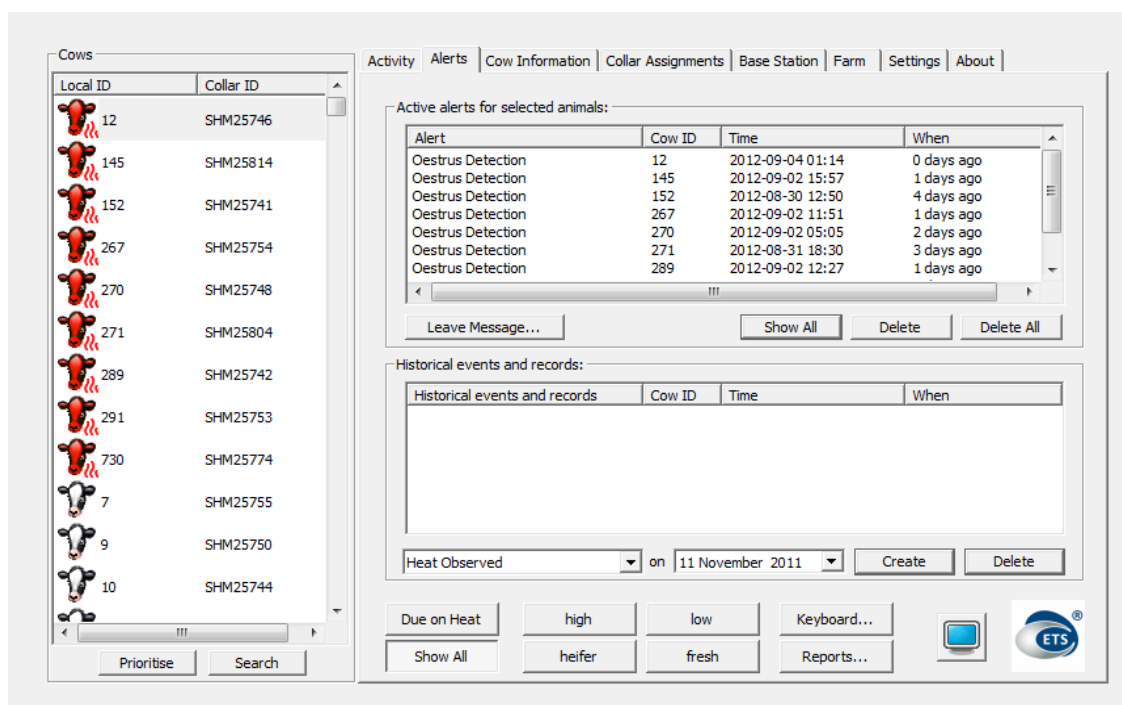 Cows
Local ID Collar ID
12 SHM25746
145 SHM25814
152 SHM25741
267 SHM25754
270 SHM25748
271 SHM25804
289 SHM25742
291 SHM25753
730 SHM25774
7 SHM25755
9 SHM25750
10 SHM25744
Prioritise Search
Activity Alerts Cow Information Collar Assignments Base Station Farm Settings About
Active alerts for selected animals:
Alert Cow ID Time When
Oestrus Detection 12 2012-09-04 01:14 0 days ago
Oestrus Detection 145 2012-09-02 15:57 1 days ago
Oestrus Detection 152 2012-08-30 12:50 4 days ago
Oestrus Detection 267 2012-09-02 11:51 1 days ago
Oestrus Detection 270 2012-09-02 05:05 2 days ago
Oestrus Detection 271 2012-08-31 18:30 3 days ago
Oestrus Detection 289 2012-09-02 12:27 1 days ago
Leave Message... Show All Delete Delete All
Historical events and records:
Historical events and records Cow ID Time When
Heat Observed on 11 November 2011 Create Delete
Due on Heat high low Keyboard...
Show All heifer fresh Reports...
ETS ®